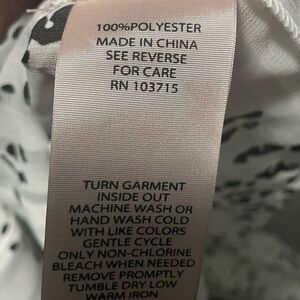 100%POLYESTER
MADE IN CHINA
SEE REVERSE
FOR CARE
RN 103715
TURN GARMENT
INSIDE OUT
MACHINE WASH OR
HAND WASH COLD
WITH LIKE COLORS
GENTLE CYCLE
ONLY NON-CHLORINE
BLEACH WHEN NEEDED
REMOVE PROMPTLY
TUMBLE DRY LOW
WARM IRON